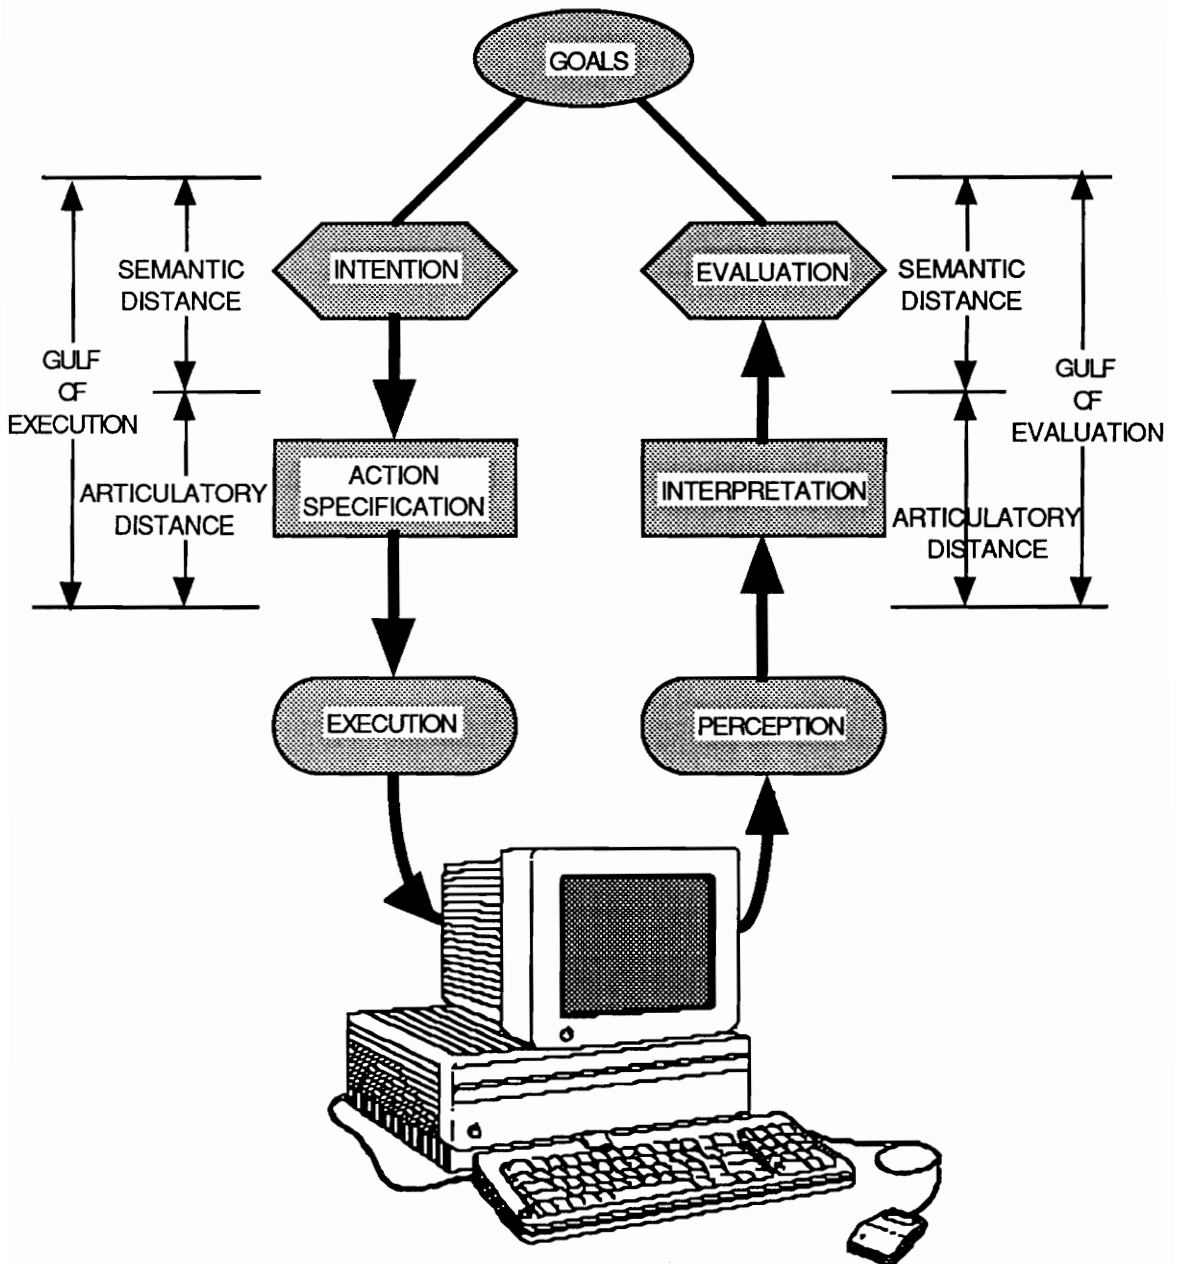 GOALS
SEMANTIC
DISTANCE
INTENTION
EVALUATION
SEMANTIC
DISTANCE
GULF
OF
EXECUTION
GULF
OF
EVALUATION
ARTICULATORY
DISTANCE
ACTION
SPECIFICATION
INTERPRETATION
ARTICULATORY
DISTANCE
EXECUTION
PERCEPTION